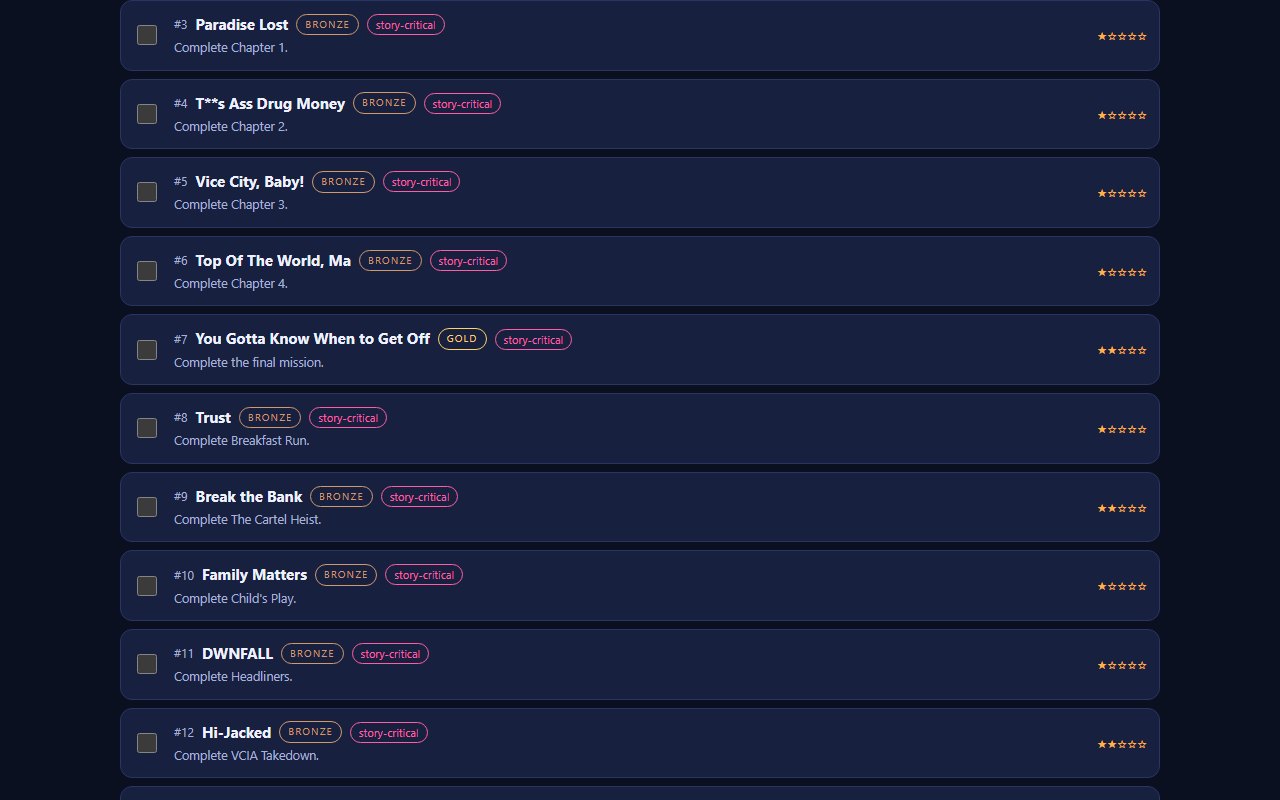 #3 Paradise Lost BRONZE story-critical
Complete Chapter 1.
★☆☆☆☆
#4 T**s Ass Drug Money BRONZE story-critical
Complete Chapter 2.
★☆☆☆☆
#5 Vice City, Baby! BRONZE story-critical
Complete Chapter 3.
★☆☆☆☆
#6 Top Of The World, Ma BRONZE story-critical
Complete Chapter 4.
★☆☆☆☆
#7 You Gotta Know When to Get Off GOLD story-critical
Complete the final mission.
★★☆☆☆
#8 Trust BRONZE story-critical
Complete Breakfast Run.
★☆☆☆☆
#9 Break the Bank BRONZE story-critical
Complete The Cartel Heist.
★★☆☆☆
#10 Family Matters BRONZE story-critical
Complete Child's Play.
★☆☆☆☆
#11 DWNFALL BRONZE story-critical
Complete Headliners.
★☆☆☆☆
#12 Hi-Jacked BRONZE story-critical
Complete VCIA Takedown.
★★☆☆☆